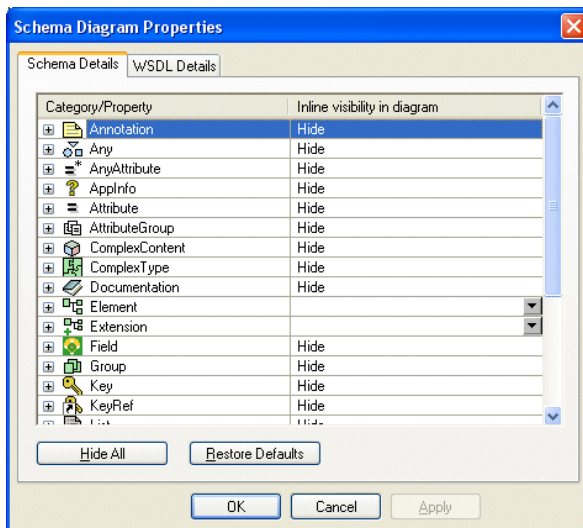 Schema Diagram Properties
Schema Details WSDL Details
Category/Property Inline visibility in diagram
Annotation Hide
Any Hide
AnyAttribute Hide
AppInfo Hide
Attribute Hide
AttributeGroup Hide
ComplexContent Hide
ComplexType Hide
Documentation Hide
Element
Extension
Field Hide
Group Hide
Key Hide
KeyRef Hide
Hide All Restore Defaults
OK Cancel Apply